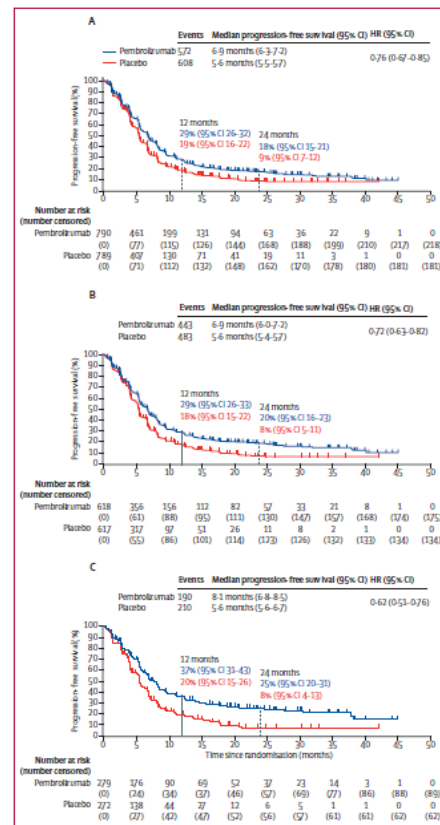 A
Events Median progression-free survival (95% CI) HR (95% CI)
Pembrolizumab 572 6·9 months (6·3-7·2) 0·76 (0·67-0·85)
Placebo 608 5·6 months (5·5-5·7)
Progression-free survival (%)
100
90
80
70
60
50
40
30
20
10
0
12 months
29% (95% CI 26-32)
19% (95% CI 16-22)
24 months
18% (95% CI 15-21)
9% (95% CI 7-12)
0 5 10 15 20 25 30 35 40 45 50
Number at risk
(number censored)
Pembrolizumab 790 461 199 131 94 63 36 22 9 1 0
(0) (77) (115) (126) (144) (168) (188) (199) (210) (217) (218)
Placebo 789 407 130 71 41 19 11 3 1 0 0
(0) (71) (112) (132) (148) (162) (170) (178) (180) (181) (181)
B
Events Median progression-free survival (95% CI) HR (95% CI)
Pembrolizumab 443 6·9 months (6·0-7·2) 0·72 (0·63-0·82)
Placebo 483 5·6 months (5·4-5·7)
Progression-free survival (%)
100
90
80
70
60
50
40
30
20
10
0
12 months
29% (95% CI 26-33)
18% (95% CI 15-22)
24 months
20% (95% CI 16-23)
8% (95% CI 5-11)
0 5 10 15 20 25 30 35 40 45 50
Number at risk
(number censored)
Pembrolizumab 618 356 156 112 82 57 33 21 8 1 0
(0) (61) (88) (95) (111) (130) (147) (157) (168) (174) (175)
Placebo 617 317 97 51 26 11 8 2 1 0 0
(0) (55) (86) (101) (114) (123) (126) (132) (133) (134) (134)
C
Events Median progression-free survival (95% CI) HR (95% CI)
Pembrolizumab 190 8·1 months (6·8-8·5) 0·62 (0·51-0·76)
Placebo 210 5·6 months (5·6-6·7)
Progression-free survival (%)
100
90
80
70
60
50
40
30
20
10
0
12 months
37% (95% CI 31-43)
20% (95% CI 15-26)
24 months
25% (95% CI 20-31)
8% (95% CI 4-13)
0 5 10 15 20 25 30 35 40 45 50
Time since randomisation (months)
Number at risk
(number censored)
Pembrolizumab 279 176 90 69 52 37 23 14 3 1 0
(0) (24) (34) (37) (46) (57) (69) (77) (86) (88) (89)
Placebo 272 138 44 27 12 6 5 1 1 0 0
(0) (27) (42) (47) (52) (56) (57) (61) (61) (62) (62)